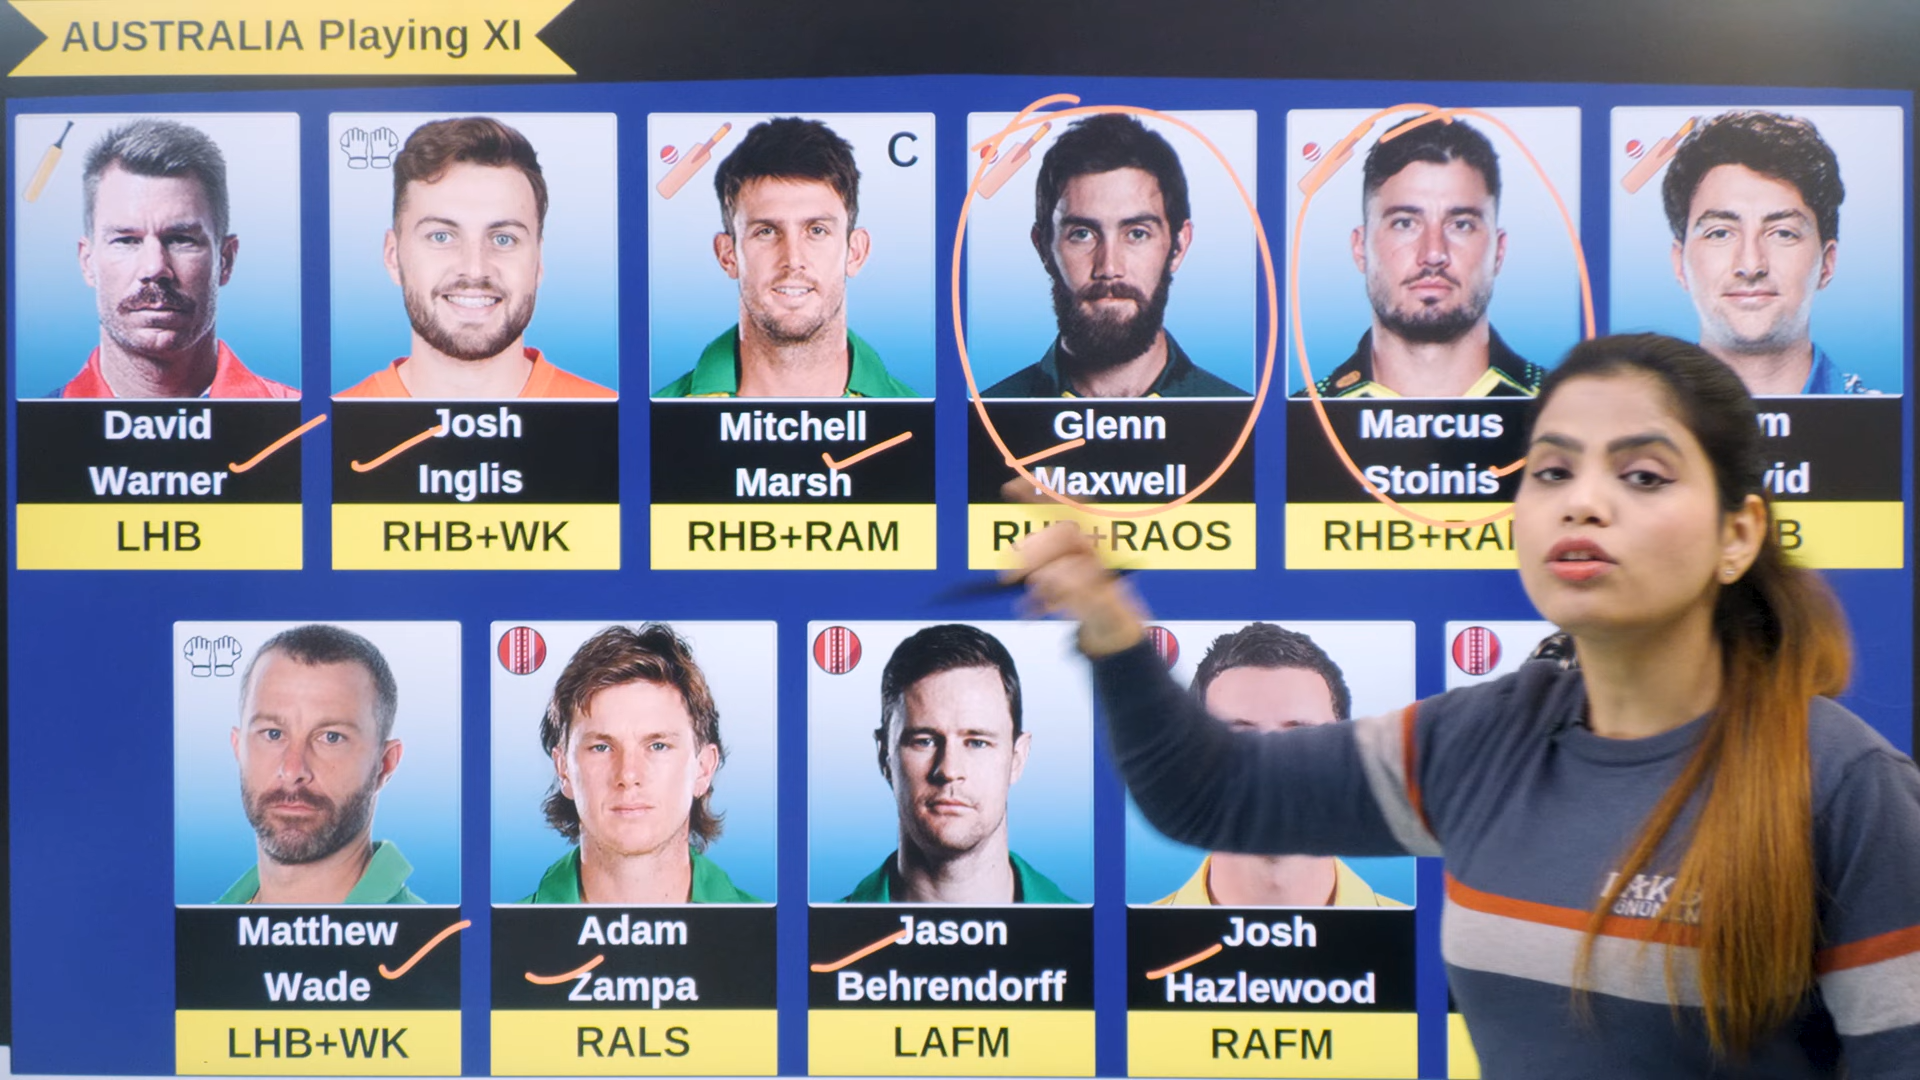 AUSTRALIA Playing XI
C
David
Warner
LHB
Josh
Inglis
RHB+WK
Mitchell
Marsh
RHB+RAM
Glenn
Maxwell
+RAOS
Marcus
Stoinis
Matthew
Wade
LHB+WK
Adam
Zampa
RALS
Jason
Behrendorff
LAFM
Josh
Hazlewood
RAFM